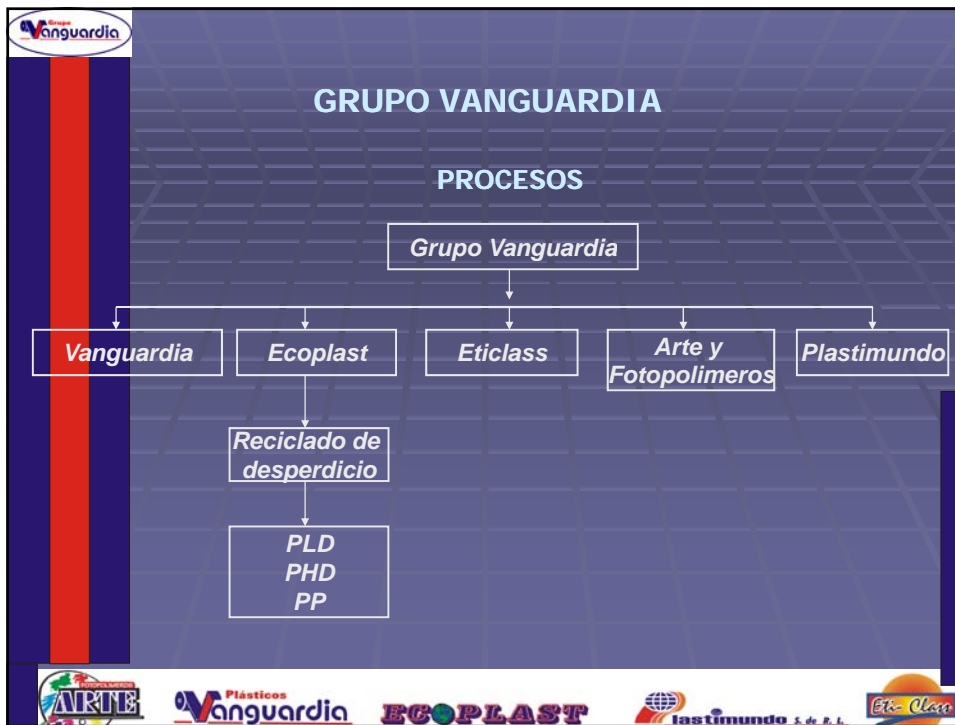 Grupo
Vanguardia
GRUPO VANGUARDIA
PROCESOS
Grupo Vanguardia
Vanguardia
Ecoplast
Eticlass
Arte y
Fotopolimeros
Plastimundo
Reciclado de
desperdicio
PLD
PHD
PP
FOTOPOLIMEROS
ARTE
Plásticos
Vanguardia
ECOPLAST
lastimundo S. de R. L.
Eti- Class